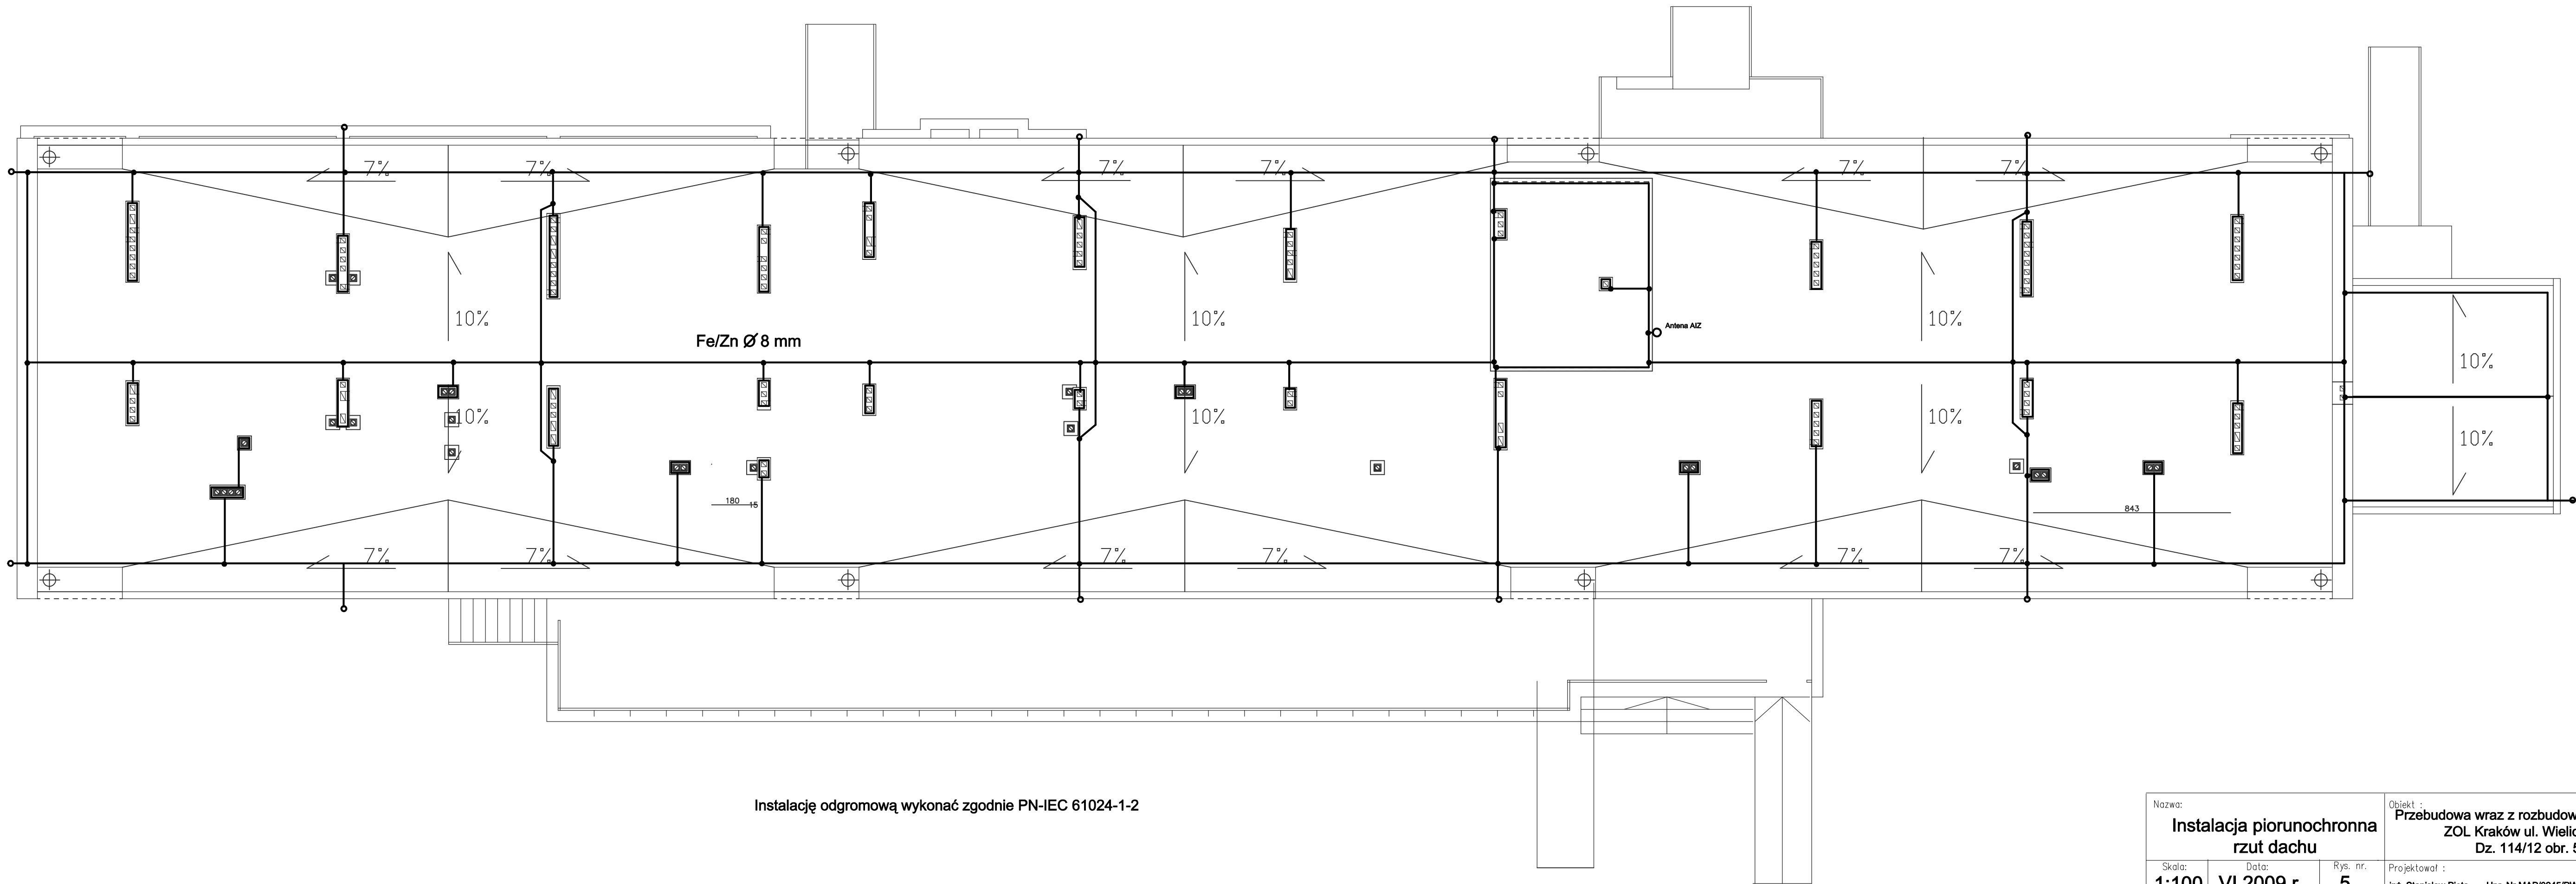 7% 7% 7% 7% 7% 7%
10% 10% 10%
Fe/Zn Ø 8 mm
Antena AIZ
10%
10% 10% 10%
10%
180 15
843
7% 7% 7% 7% 7% 7%
Instalację odgromową wykonać zgodnie PN-IEC 61024-1-2
Nazwa:
Instalacja piorunochronna
rzut dachu
Obiekt :
Przebudowa wraz z rozbudow
ZOL Kraków ul. Wielic
Dz. 114/12 obr. 5
Skala: Data: Rys. nr.
1:100 VI 2009 r. 5
Projektował :